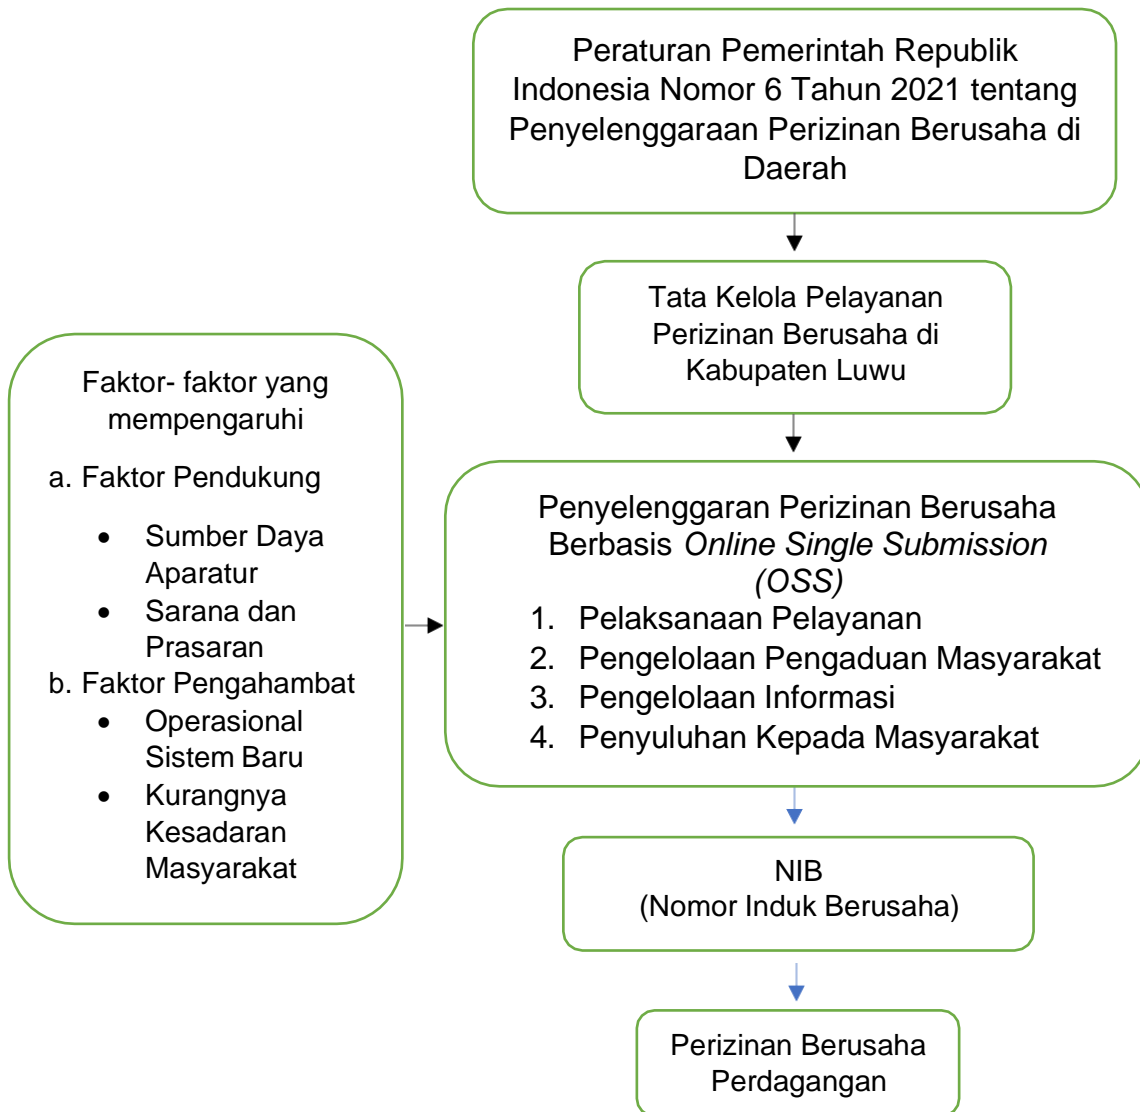 Peraturan Pemerintah Republik
Indonesia Nomor 6 Tahun 2021 tentang
Penyelenggaraan Perizinan Berusaha di
Daerah
Tata Kelola Pelayanan
Perizinan Berusaha di
Kabupaten Luwu
Faktor- faktor yang
mempengaruhi
a. Faktor Pendukung
• Sumber Daya
Aparatur
• Sarana dan
Prasaran
b. Faktor Pengahambat
• Operasional
Sistem Baru
• Kurangnya
Kesadaran
Masyarakat
Penyelenggaran Perizinan Berusaha
Berbasis Online Single Submission
(OSS)
1. Pelaksanaan Pelayanan
2. Pengelolaan Pengaduan Masyarakat
3. Pengelolaan Informasi
4. Penyuluhan Kepada Masyarakat
NIB
(Nomor Induk Berusaha)
Perizinan Berusaha
Perdagangan